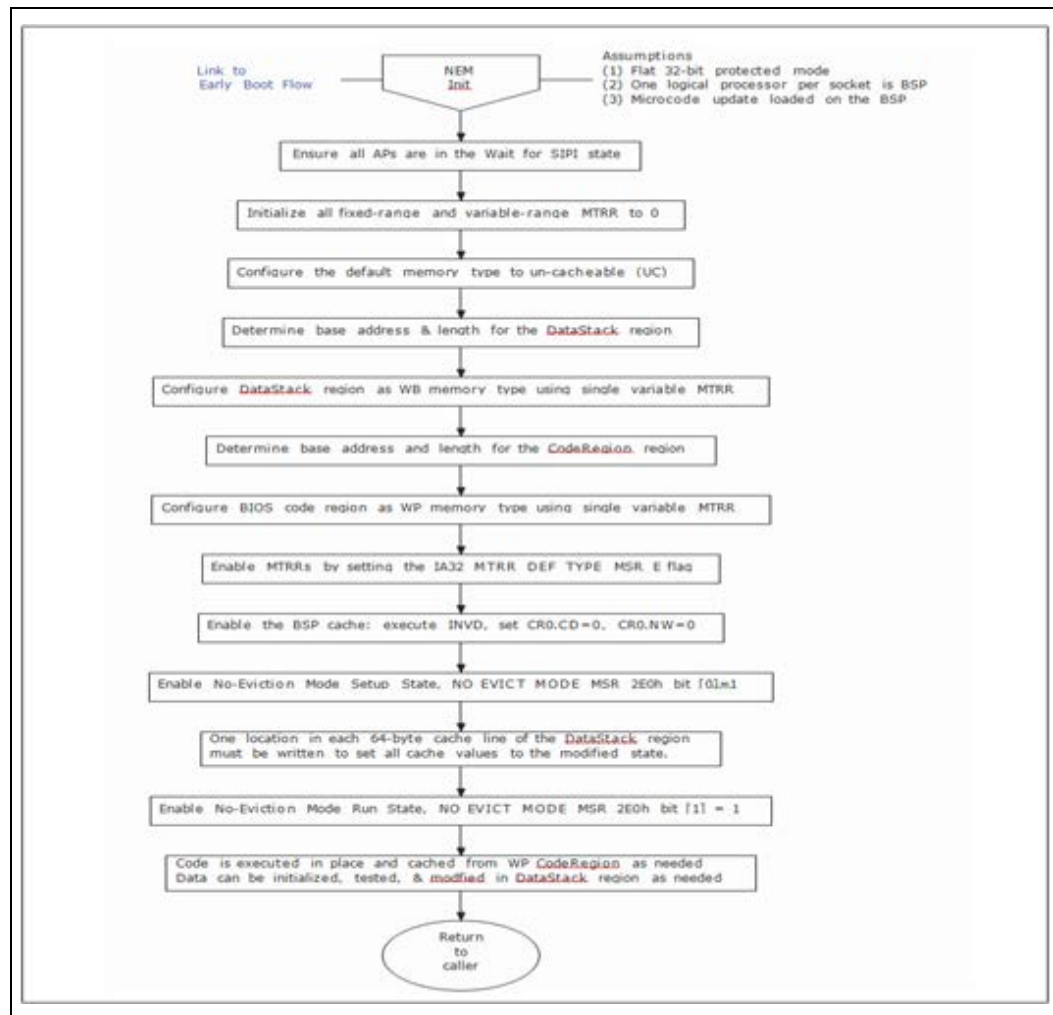 Link to
Early Boot Flow
NEM
Init
Assumptions
(1) Flat 32-bit protected mode
(2) One logical processor per socket is BSP
(3) Microcode update loaded on the BSP
Ensure all APs are in the Wait for SIPI state
Initialize all fixed-range and variable-range MTRR to 0
Configure the default memory type to un-cacheable (UC)
Determine base address & length for the DataStack region
Configure DataStack region as WB memory type using single variable MTRR
Determine base address and length for the CodeRegion region
Configure BIOS code region as WP memory type using single variable MTRR
Enable MTRRs by setting the IA32 MTRR DEF TYPE MSR E flag
Enable the BSP cache: execute INVD, set CR0.CD=0, CR0.NW=0
Enable No-Eviction Mode Setup State, NO EVICT MODE MSR 2E0h bit [0]m1
One location in each 64-byte cache line of the DataStack region
must be written to set all cache values to the modified state.
Enable No-Eviction Mode Run State, NO EVICT MODE MSR 2E0h bit [1] = 1
Code is executed in place and cached from WP CodeRegion as needed
Data can be initialized, tested, & modfied in DataStack region as needed
Return
to
caller